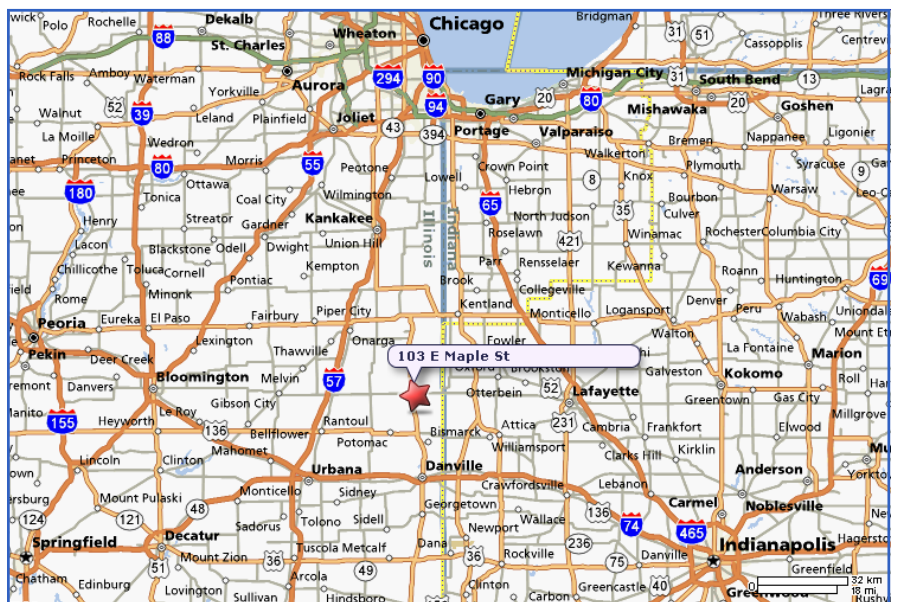 Polo
Rochelle
Dekalb
Chicago
Bridgman
Three Rivers
88
St. Charles
Wheaton
31
51
Cassopolis
Centrev
Rock Falls
Amboy
Waterman
Aurora
294
90
Michigan City
31
South Bend
13
52
39
Yorkville
94
Gary
20
80
Mishawaka
20
Lagra
Walnut
Leland
Plainfield
Joliet
43
394
Portage
Valparaiso
Goshen
La Moille
Wedron
Bremen
Nappanee
Ligonier
Princeton
80
Morris
55
Peotone
Crown Point
Walkerton
Plymouth
Syracuse
9
180
Ottawa
Tonica
Coal City
Wilmington
Lowell
Hebron
8
Knox
Bourbon
Warsaw
Henry
Streator
Gardner
Kankakee
65
North Judson
35
Culver
Lacon
Blackstone
Odell
Dwight
Union Hill
Illinois
Indiana
Roselawn
421
Winamac
Rochester
Columbia City
Chillicothe
Toluca
Cornell
Kempton
Parr
Rensselaer
Kewanna
Roann
Huntington
69
Rome
Minonk
Pontiac
Brook
Collegeville
Peoria
Eureka
El Paso
Fairbury
Piper City
Kentland
Monticello
Logansport
Denver
Peru
Wabash
Uniondale
Pekin
Deer Creek
Lexington
Thawville
Onarga
Fowler
Walton
La Fontaine
Mount Et
103 E Maple St
Marion
Danvers
Bloomington
Melvin
57
Oxford
Brookston
Galveston
Kokomo
Roll
Gibson City
Otterbein
52
Lafayette
Greentown
Gas City
155
Heyworth
Le Roy
136
Bellflower
Rantoul
Bismarck
Attica
231
Cambria
Frankfort
Elwood
Millgrove
Potomac
Williamsport
Lincoln
Clinton
Mahomet
Urbana
Danville
Clarks Hill
Kirklin
Anderson
Mount Pulaski
Monticello
Sidney
Crawfordsville
Lebanon
Carmel
Noblesville
124
121
48
Georgetown
136
74
465
Springfield
Decatur
Sadorus
Tolono
Sidell
Newport
Wallace
Indianapolis
51
Mount Zion
36
Tuscola
Metcalf
Dana
36
Rockville
236
75
Danville
Greenfield
Chatham
Edinburg
Lovington
Arcola
49
Clinton
Greencastle
40
Sullivan
Hindsboro
Carbon
Greenwood
0
32 km
18 mi